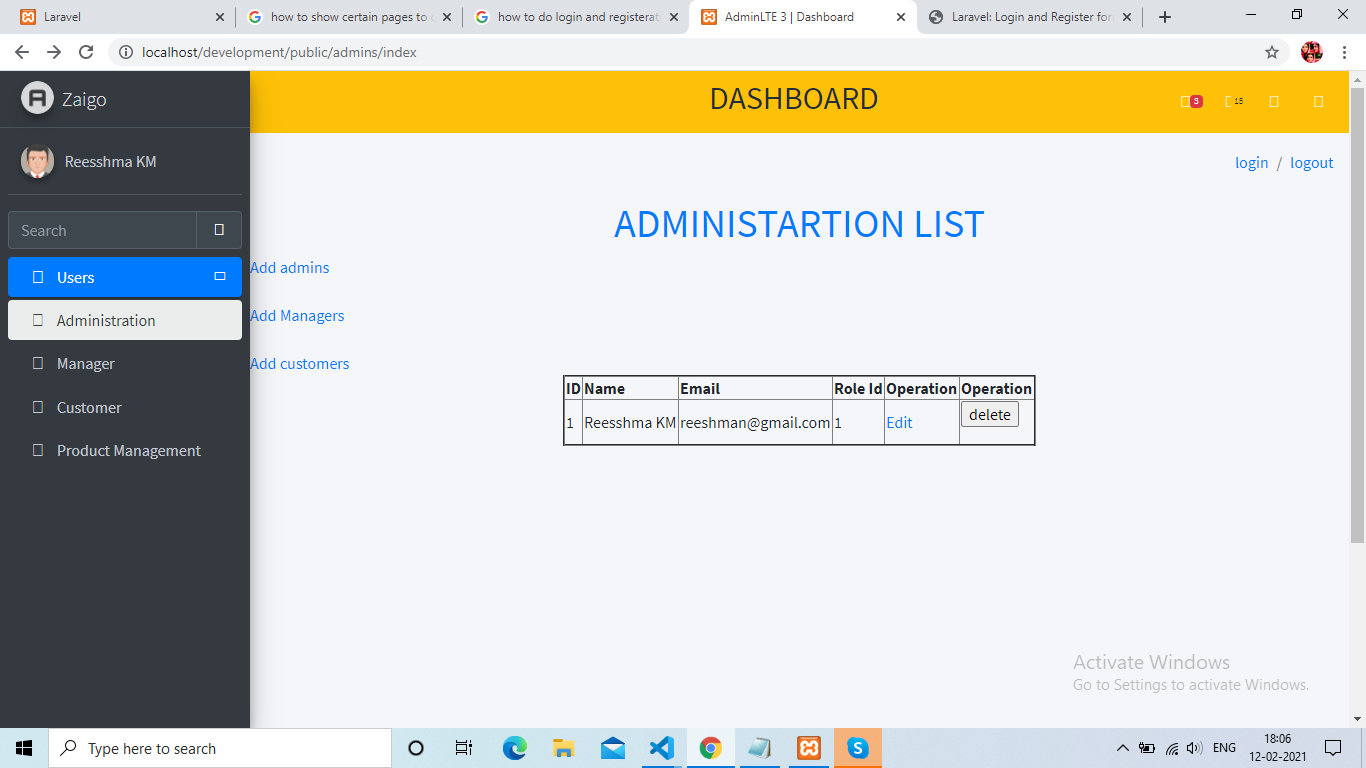 Laravel
how to show certain pages to c
how to do login and registerati
AdminLTE 3 | Dashboard
Laravel: Login and Register for
localhost/development/public/admins/index
Zaigo
DASHBOARD
3
15
Reesshma KM
login / logout
Search
ADMINISTARTION LIST
Users
Add admins
Administration
Add Managers
Manager
Add customers
Customer
Product Management
ID Name Email Role Id Operation Operation
1 Reesshma KM reeshman@gmail.com 1 Edit delete
Activate Windows
Go to Settings to activate Windows.
Type here to search
ENG
18:06
12-02-2021